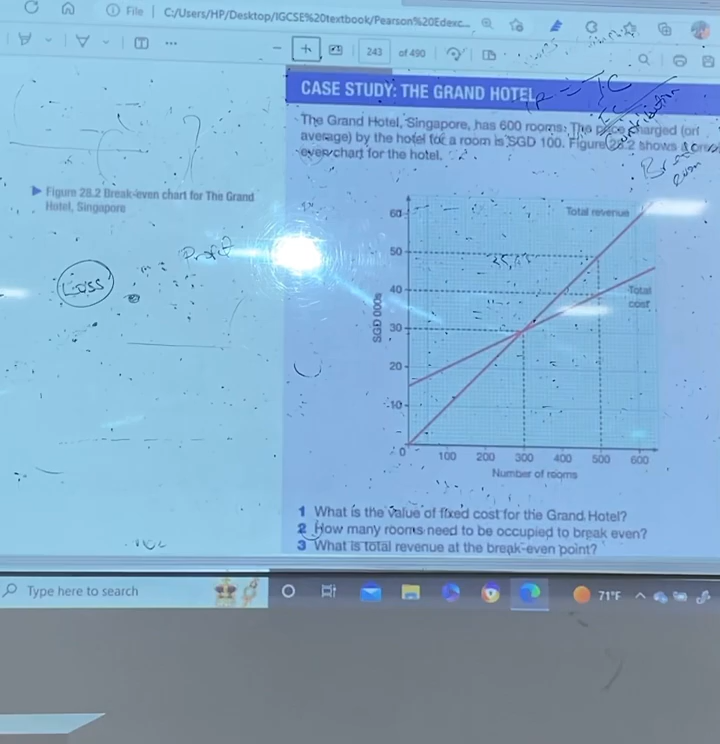 File | C:/Users/HP/Desktop/IGCSE%20textbook/Pearson%20Edexc...
243 of 490
CASE STUDY: THE GRAND HOTEL
The Grand Hotel, Singapore, has 600 rooms. The price charged (on
average) by the hotel for a room is SGD 100. Figure 28.2 shows
even chart for the hotel.
TR = TC
contribution
Break
even
Figure 28.2 Break-even chart for The Grand
Hotel, Singapore
Profit
Loss
Total revenue
Total
cost
SGD 000s
60
50
40
30
20
10
0
100 200 300 400 500 600
Number of rooms
1 What is the value of fixed cost for the Grand Hotel?
2 How many rooms need to be occupied to break even?
3 What is total revenue at the break-even point?
Type here to search
71°F